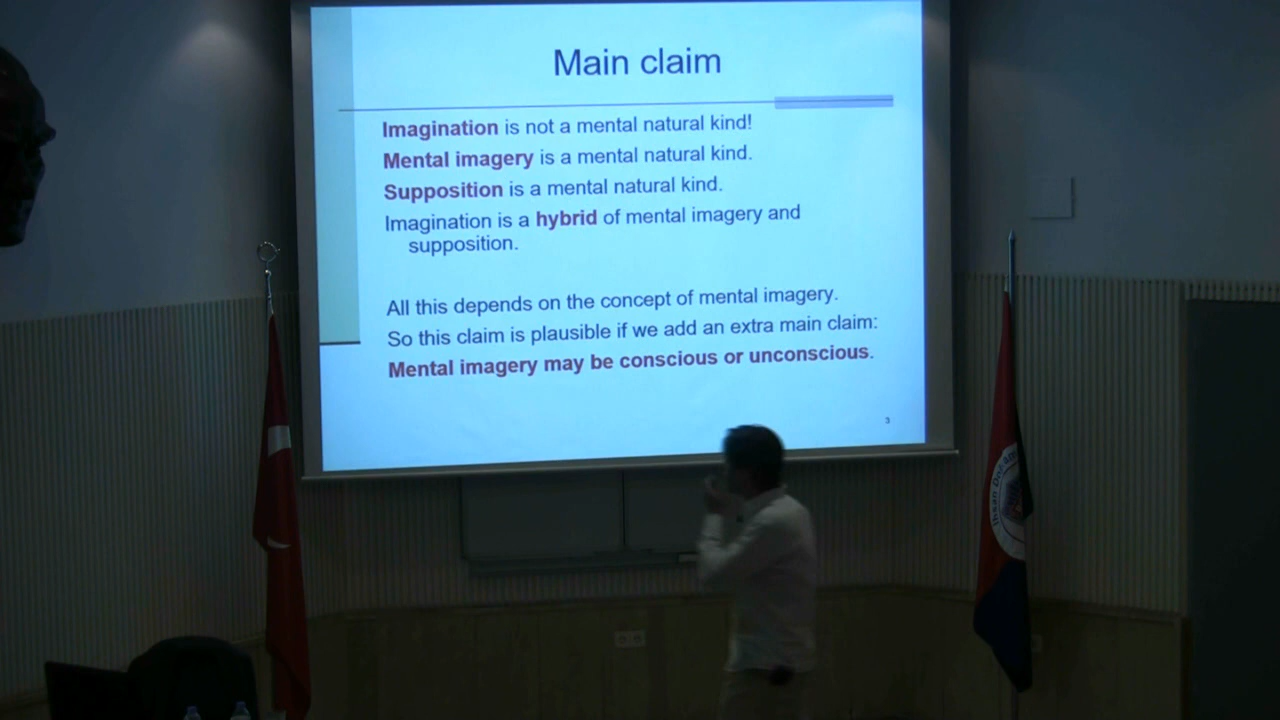 Main claim
Imagination is not a mental natural kind!
Mental imagery is a mental natural kind.
Supposition is a mental natural kind.
Imagination is a hybrid of mental imagery and
supposition.
All this depends on the concept of mental imagery.
So this claim is plausible if we add an extra main claim:
Mental imagery may be conscious or unconscious.
3